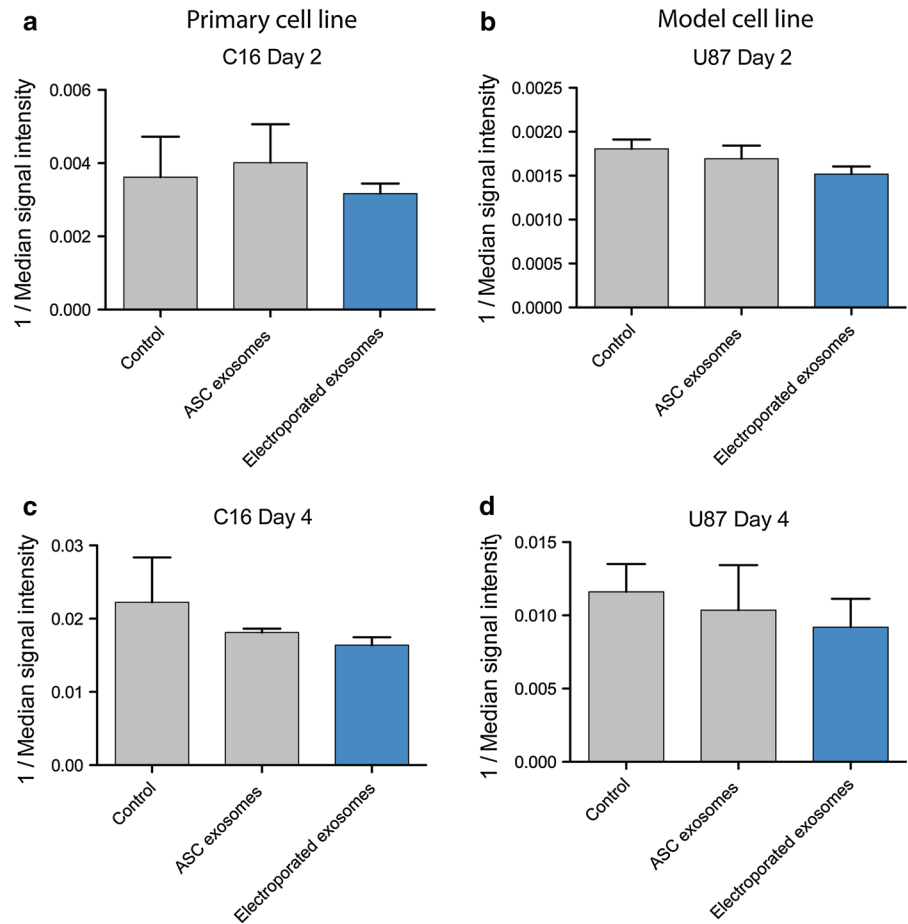 a
Primary cell line
C16 Day 2
1 / Median signal intensity
0.006
0.004
0.002
0.000
Control
ASC exosomes
Electroporated exosomes
b
Model cell line
U87 Day 2
1 / Median signal intensity
0.0025
0.0020
0.0015
0.0010
0.0005
0.0000
Control
ASC exosomes
Electroporated exosomes
c
C16 Day 4
1 / Median signal intensity
0.03
0.02
0.01
0.00
Control
ASC exosomes
Electroporated exosomes
d
U87 Day 4
1 / Median signal intensity
0.015
0.010
0.005
0.000
Control
ASC exosomes
Electroporated exosomes